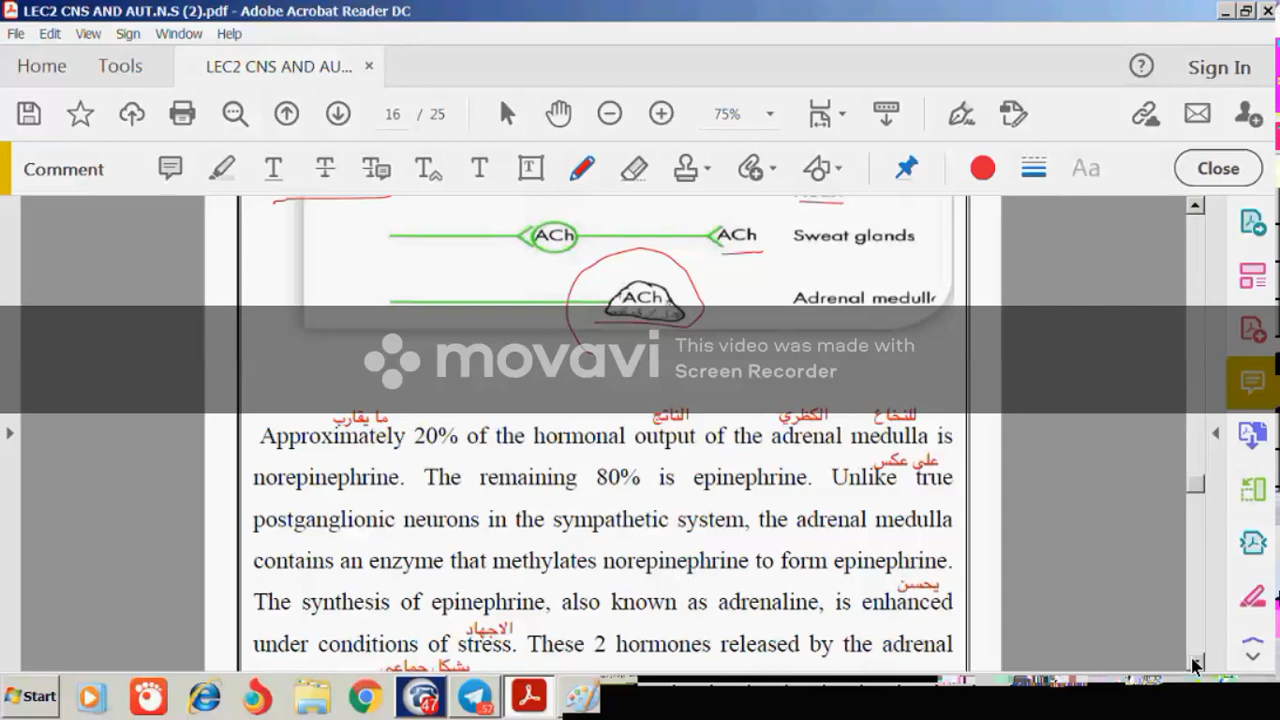 LEC2 CNS AND AUT.N.S (2).pdf - Adobe Acrobat Reader DC
File Edit View Sign Window Help
Home Tools LEC2 CNS AND AU... × Sign In
16 / 25 75%
Comment Close
ACh ACh Sweat glands
ACh Adrenal medull
movavi This video was made with
Screen Recorder
ما يقارب الناتج الكظري للنخاع
Approximately 20% of the hormonal output of the adrenal medulla is
على عكس
norepinephrine. The remaining 80% is epinephrine. Unlike true
postganglionic neurons in the sympathetic system, the adrenal medulla
contains an enzyme that methylates norepinephrine to form epinephrine.
يحسن
The synthesis of epinephrine, also known as adrenaline, is enhanced
الاجهاد
under conditions of stress. These 2 hormones released by the adrenal
بشكل جماعي
Start 47 57